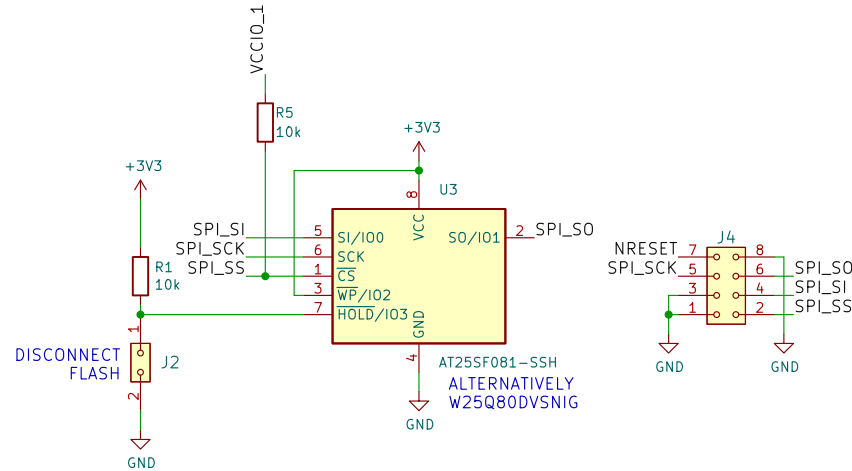 VCCIO_1
R5
10k
+3V3
+3V3
U3
8
VCC
SPI_SI
5
SI/IO0
SO/IO1
2
SPI_SO
SPI_SCK
6
SCK
SPI_SS
1
CS
3
WP/IO2
7
HOLD/IO3
GND
4
R1
10k
1
DISCONNECT
FLASH
J2
2
GND
AT25SF081-SSH
ALTERNATIVELY
W25Q80DVSNIG
GND
J4
NRESET
7
8
SPI_SCK
5
6
SPI_SO
3
4
SPI_SI
1
2
SPI_SS
GND
GND